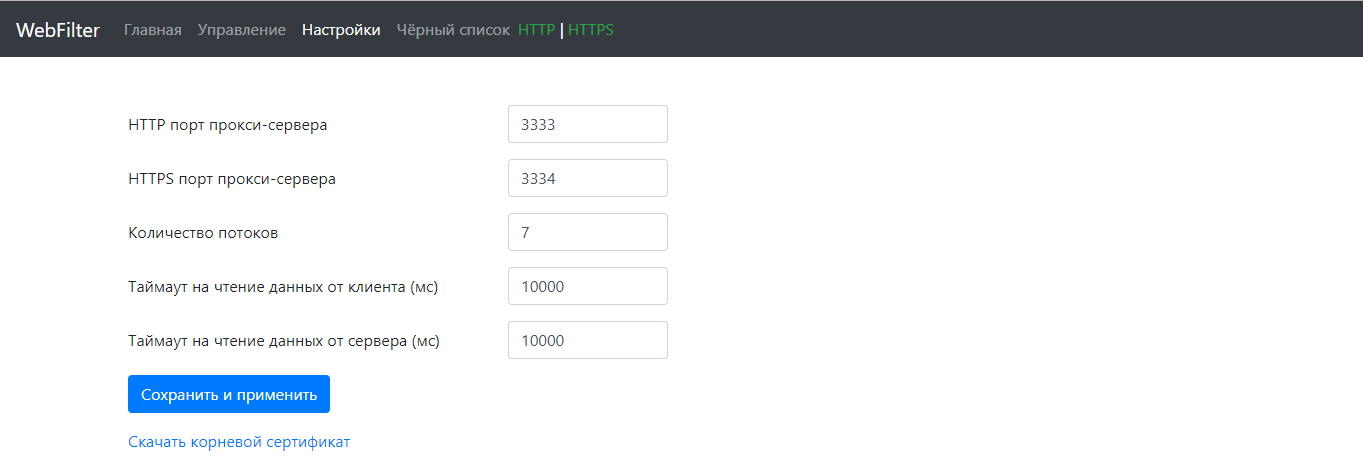 WebFilter Главная Управление Настройки Чёрный список HTTP | HTTPS
HTTP порт прокси-сервера 3333
HTTPS порт прокси-сервера 3334
Количество потоков 7
Таймаут на чтение данных от клиента (мс) 10000
Таймаут на чтение данных от сервера (мс) 10000
Сохранить и применить
Скачать корневой сертификат